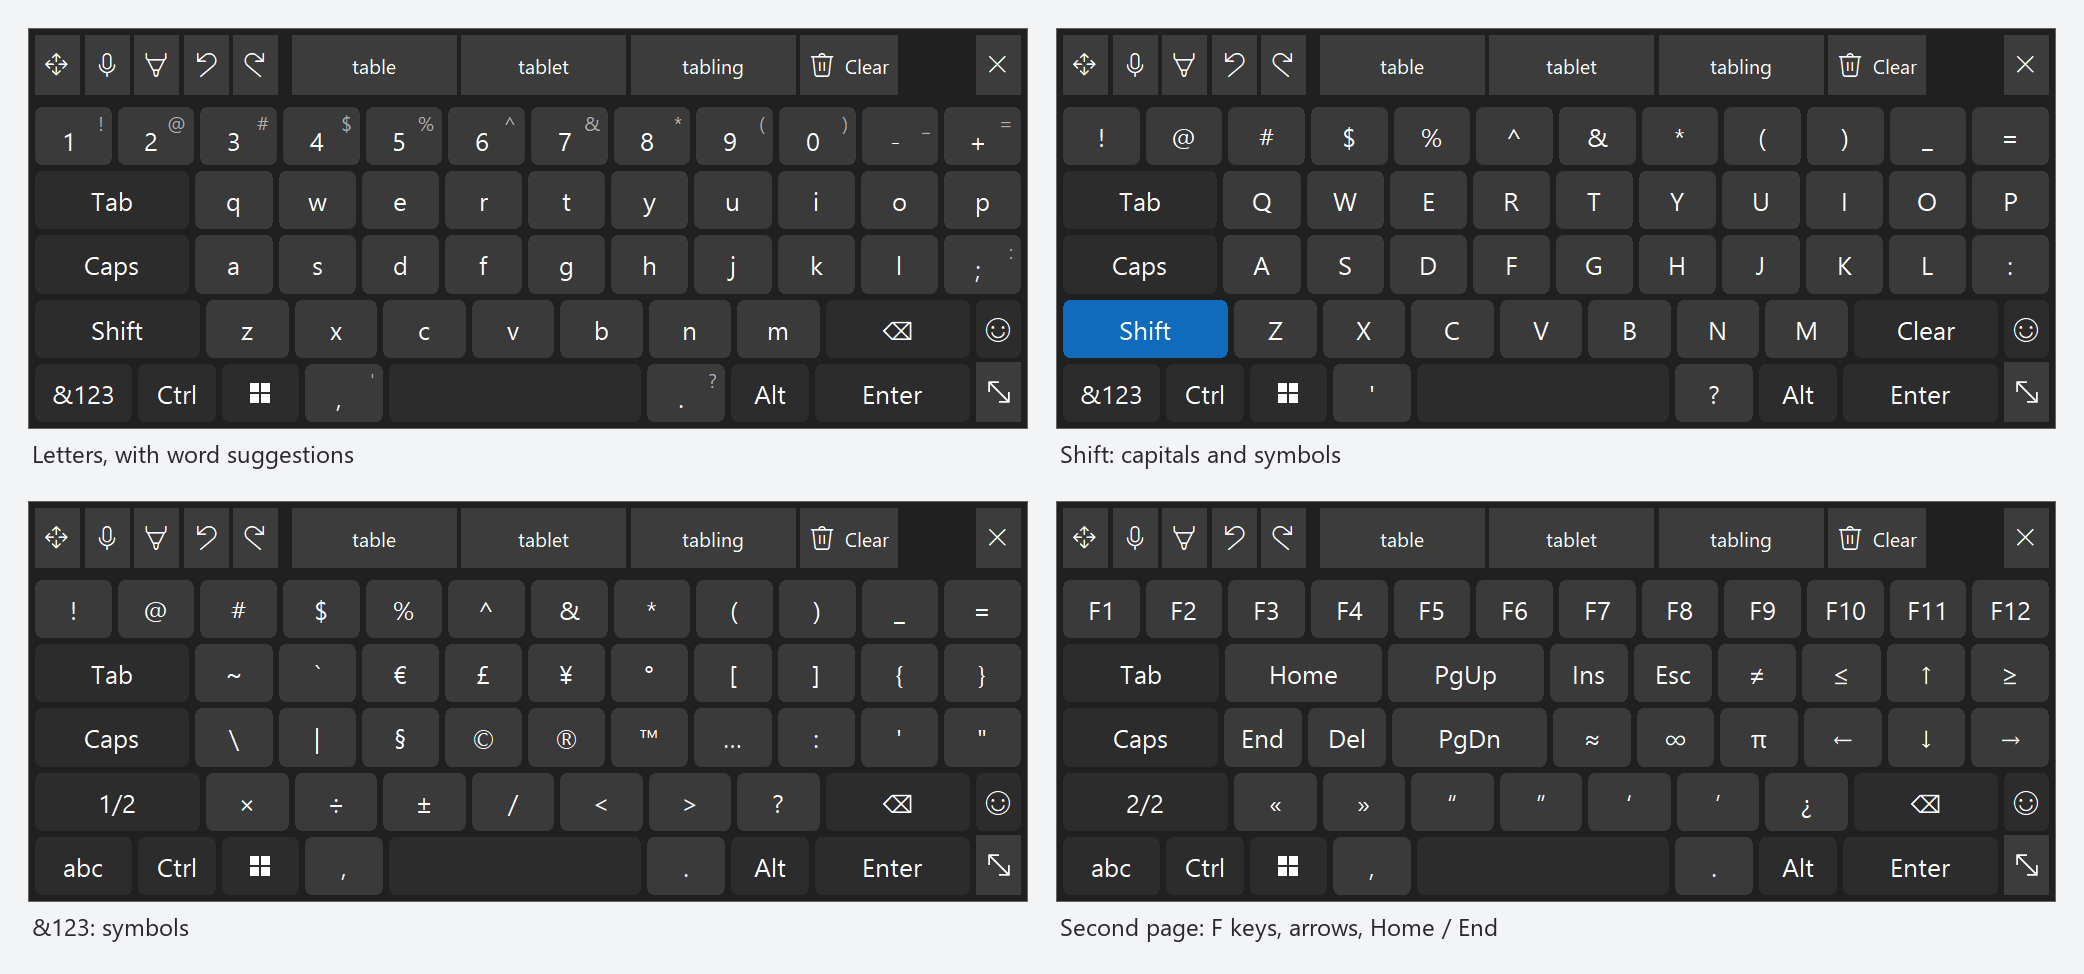 table tablet tabling Clear
1 ! 2 @ 3 # 4 $ 5 % 6 ^ 7 & 8 * 9 ( 0 ) - _ + =
Tab q w e r t y u i o p
Caps a s d f g h j k l ; :
Shift z x c v b n m ⌫
&123 Ctrl , ' . ? Alt Enter
Letters, with word suggestions
table tablet tabling Clear
! @ # $ % ^ & * ( ) _ =
Tab Q W E R T Y U I O P
Caps A S D F G H J K L :
Shift Z X C V B N M Clear
&123 Ctrl ' ? Alt Enter
Shift: capitals and symbols
table tablet tabling Clear
! @ # $ % ^ & * ( ) _ =
Tab ~ ` € £ ¥ ° [ ] { }
Caps \ | § © ® ™ … : ' "
1/2 × ÷ ± / < > ? ⌫
abc Ctrl , . Alt Enter
&123: symbols
table tablet tabling Clear
F1 F2 F3 F4 F5 F6 F7 F8 F9 F10 F11 F12
Tab Home PgUp Ins Esc ≠ ≤ ↑ ≥
Caps End Del PgDn ≈ ∞ π ← ↓ →
2/2 « » “ ” ‘ ’ ¿ ⌫
abc Ctrl , . Alt Enter
Second page: F keys, arrows, Home / End